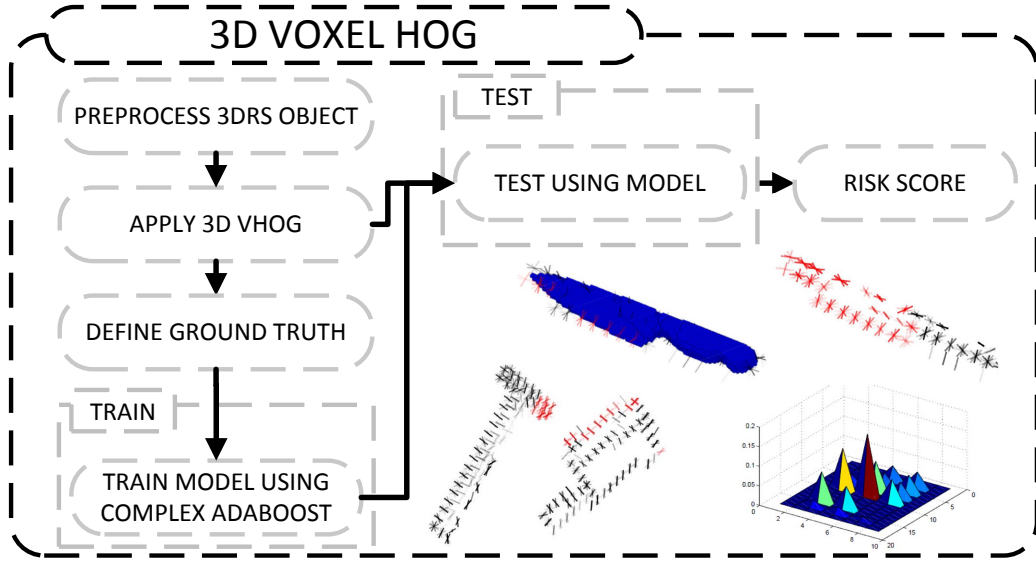 3D VOXEL HOG
PREPROCESS 3DRS OBJECT
APPLY 3D VHOG
DEFINE GROUND TRUTH
TRAIN
TRAIN MODEL USING
COMPLEX ADABOOST
TEST
TEST USING MODEL
RISK SCORE
0.2
0.15
0.1
0.05
0
0
2
4
6
8
10
20
15
10
5
0